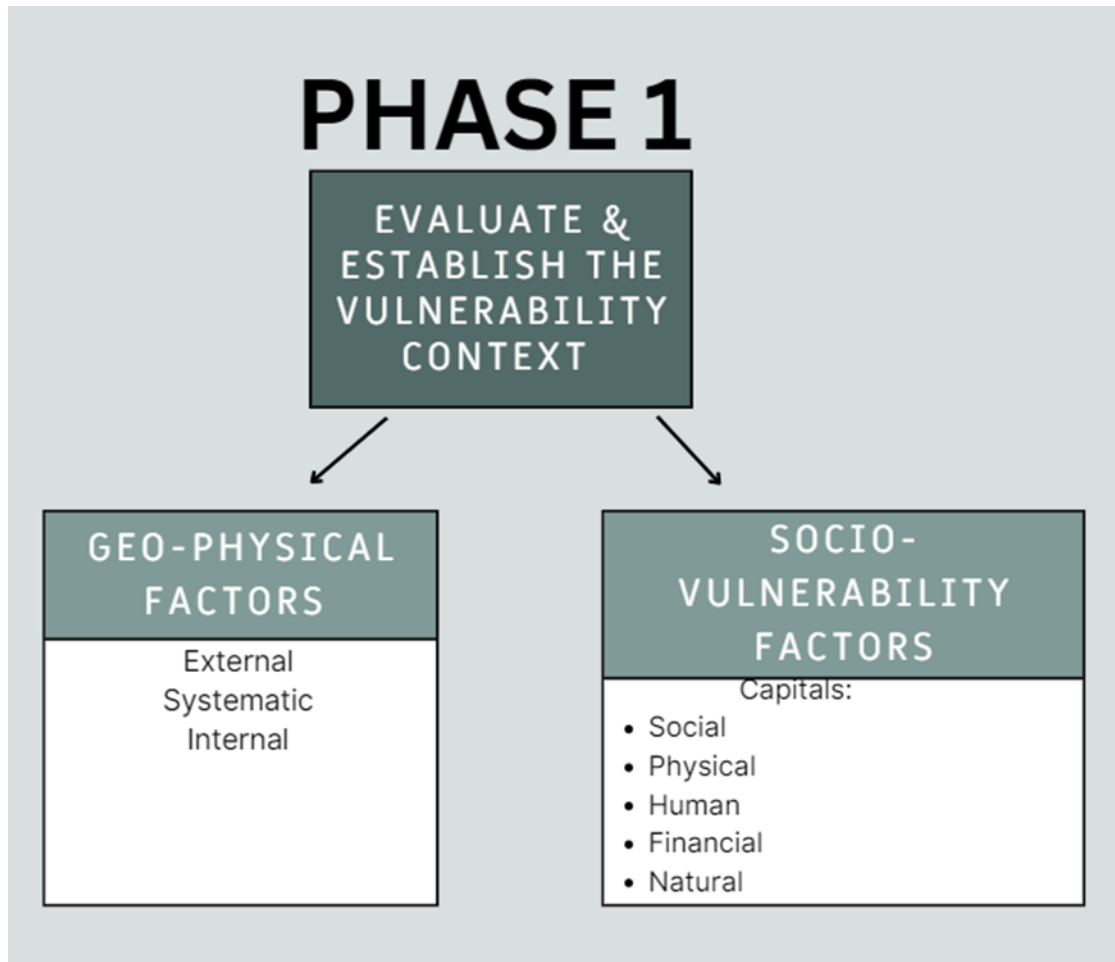 PHASE 1
EVALUATE &
ESTABLISH THE
VULNERABILITY
CONTEXT
GEO-PHYSICAL
FACTORS
External
Systematic
Internal
SOCIO-
VULNERABILITY
FACTORS
Capitals:
• Social
• Physical
• Human
• Financial
• Natural